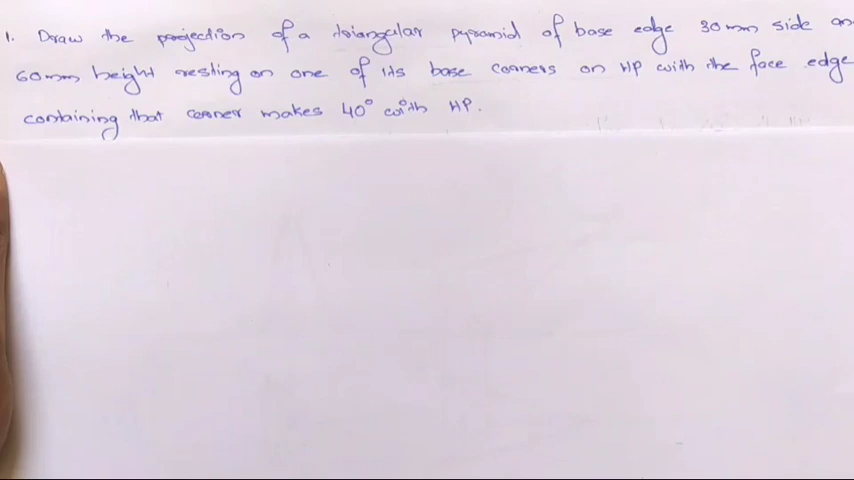 1. Draw the projection of a triangular pyramid of base edge 30mm side an
60mm height resting on one of its base corners on HP with the face edge
containing that corner makes 40° with HP.